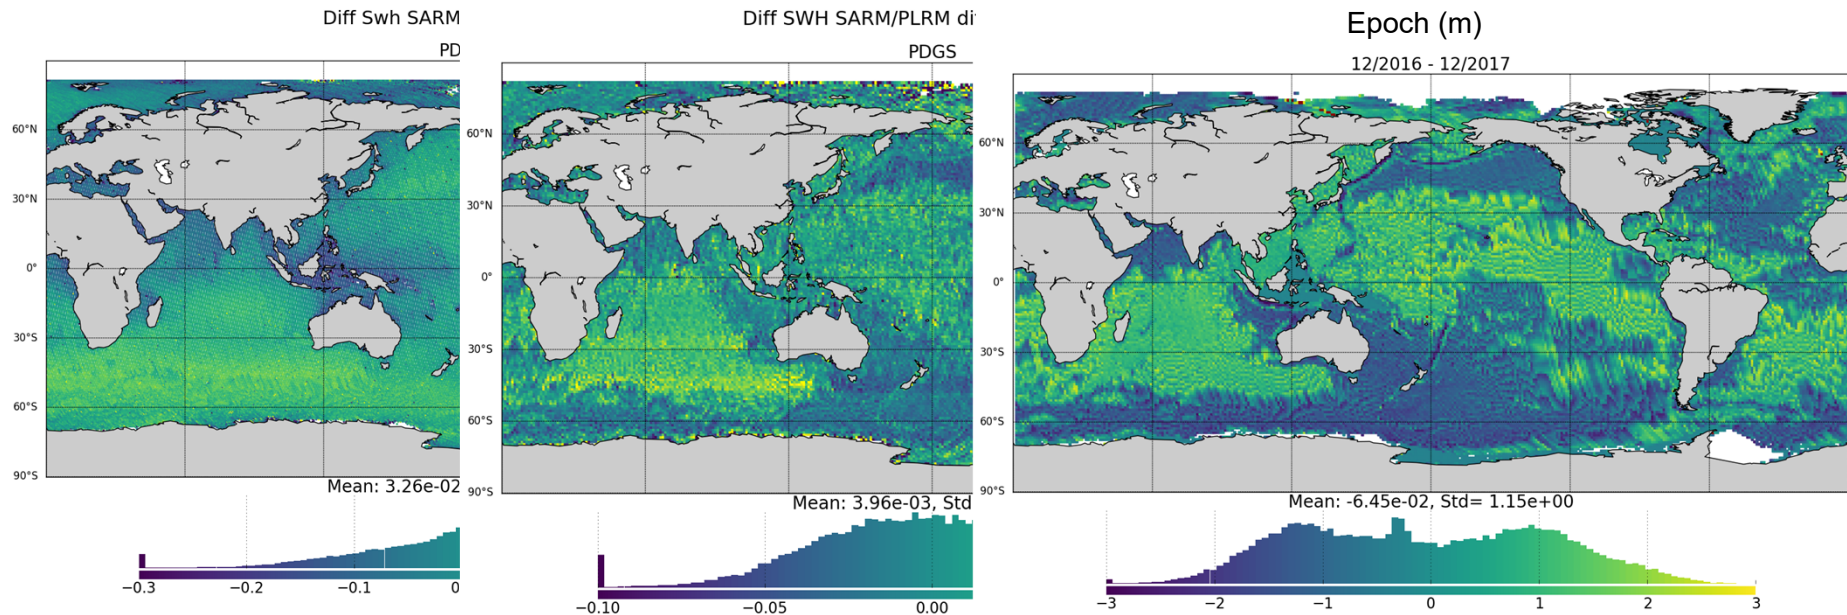 Diff Swh SARM
PD
60°N
30°N
0°
30°S
60°S
90°S
Mean: 3.26e-02
−0.3 −0.2 −0.1 0
Diff SWH SARM/PLRM di
PDGS
60°N
30°N
0°
30°S
60°S
90°S
Mean: 3.96e-03, Std
−0.10 −0.05 0.00
Epoch (m)
12/2016 - 12/2017
60°N
30°N
0°
30°S
60°S
90°S
Mean: -6.45e-02, Std= 1.15e+00
−3 −2 −1 0 1 2 3